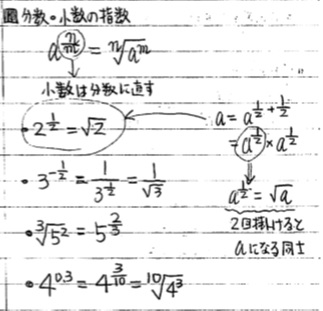 圏分数・小数の指数
a^{\frac{n}{m}} = \sqrt[n]{a^m}
小数は分数に直す
• 2^{\frac{1}{2}} = \sqrt{2}
a = a^{\frac{1}{2}+\frac{1}{2}}
= a^{\frac{1}{2}} × a^{\frac{1}{2}}
a^{\frac{1}{2}} = \sqrt{a}
2回掛けると
aになる同士
• 3^{-\frac{1}{2}} = \frac{1}{3^{\frac{1}{2}}} = \frac{1}{\sqrt{3}}
• \sqrt[3]{5^2} = 5^{\frac{2}{3}}
• 4^{0.3} = 4^{\frac{3}{10}} = \sqrt[10]{4^3}